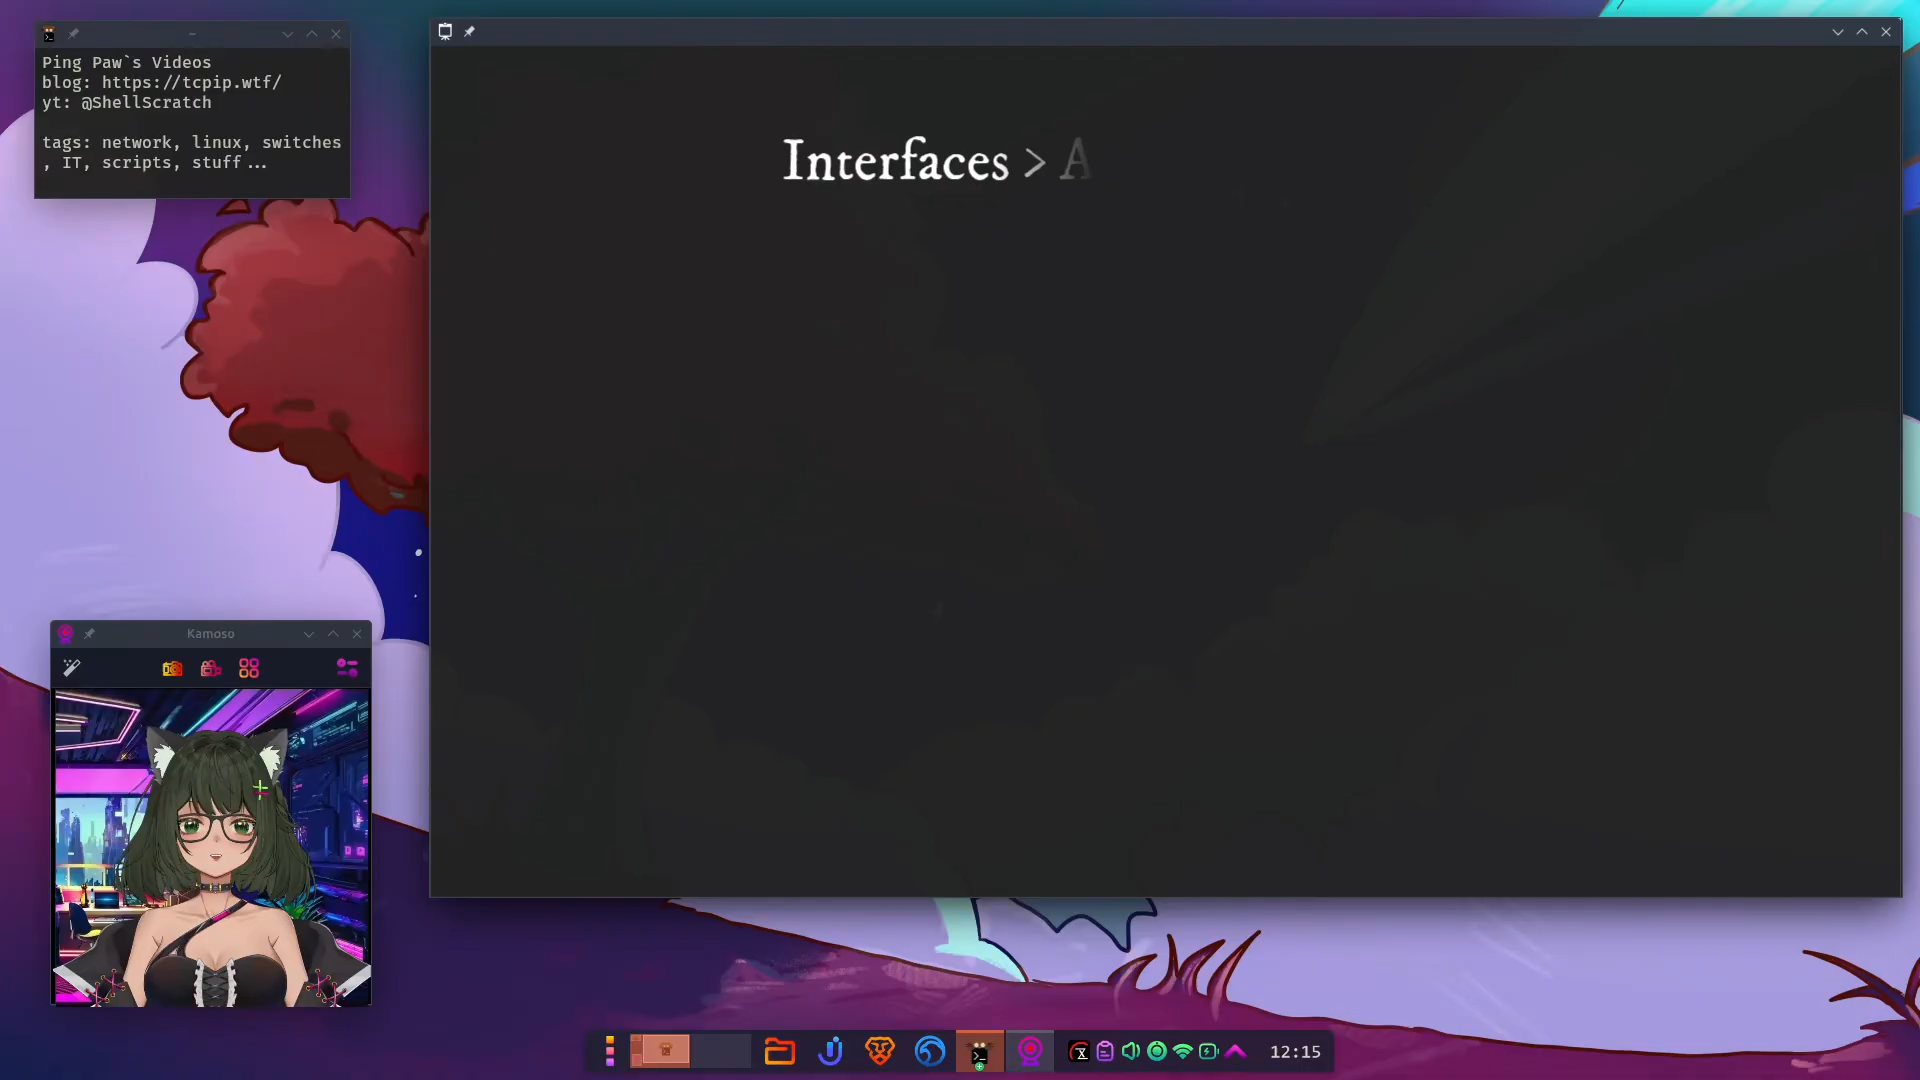 Ping Paw`s Videos
blog: https://tcpip.wtf/
yt: @ShellScratch
tags: network, linux, switches
, IT, scripts, stuff...
Interfaces > A
Kamoso
12:15